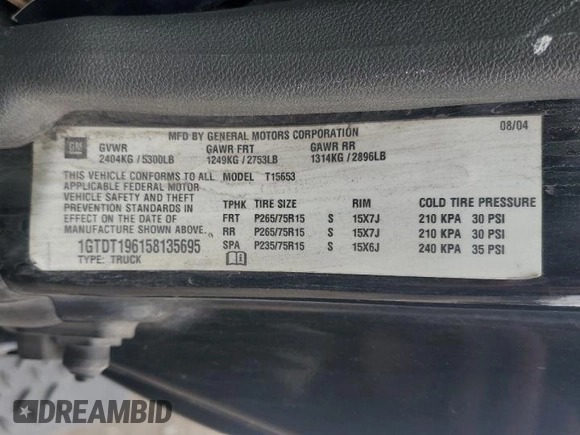 MFD BY GENERAL MOTORS CORPORATION 08/04
GM GVWR GAWR FRT GAWR RR
2404KG / 5300LB 1249KG / 2753LB 1314KG / 2896LB
THIS VEHICLE CONFORMS TO ALL MODEL T15653
APPLICABLE FEDERAL MOTOR
VEHICLE SAFETY AND THEFT
PREVENTION STANDARDS IN
EFFECT ON THE DATE OF
MANUFACTURE SHOWN ABOVE.
1GTDT196158135695
TYPE: TRUCK
TPHK TIRE SIZE RIM COLD TIRE PRESSURE
FRT P265/75R15 S 15X7J 210 KPA 30 PSI
RR P265/75R15 S 15X7J 210 KPA 30 PSI
SPA P235/75R15 S 15X6J 240 KPA 35 PSI
DREAMBID